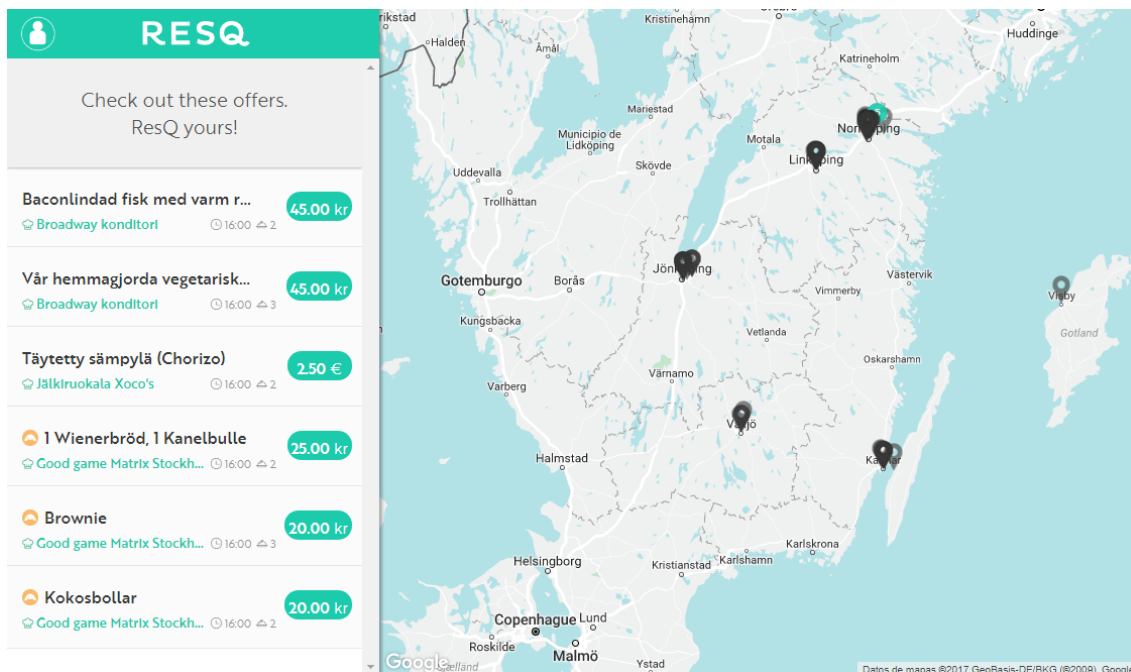 RESQ
Check out these offers.
ResQ yours!
Baconlindad fisk med varm r...
45.00 kr
Broadway konditori
16:00 2
Vår hemmagjorda vegetarisk...
45.00 kr
Broadway konditori
16:00 3
Täytetty sämpylä (Chorizo)
2.50 €
Jälkiruokala Xoco's
16:00 2
1 Wienerbröd, 1 Kanelbulle
25.00 kr
Good game Matrix Stockh...
16:00 2
Brownie
20.00 kr
Good game Matrix Stockh...
16:00 3
Kokosbollar
20.00 kr
Good game Matrix Stockh...
16:00 2
Kristinehamn
Huddinge
Halden
Åmål
Katrineholm
Mariestad
Municipio de
Lidköping
Motala
Linköping
Skövde
Uddevalla
Trollhättan
Gotemburgo
Borås
Västervik
Vimmerby
Visby
Gotland
Kungsbacka
Vetlanda
Oskarshamn
Värnamo
Varberg
Halmstad
Karlskrona
Helsingborg
Kristianstad
Karlshamn
Copenhague
Lund
Roskilde
Malmö
Ystad
Google
Datos de mapas ©2017 GeoBasis-DE/BKG (©2009), Google